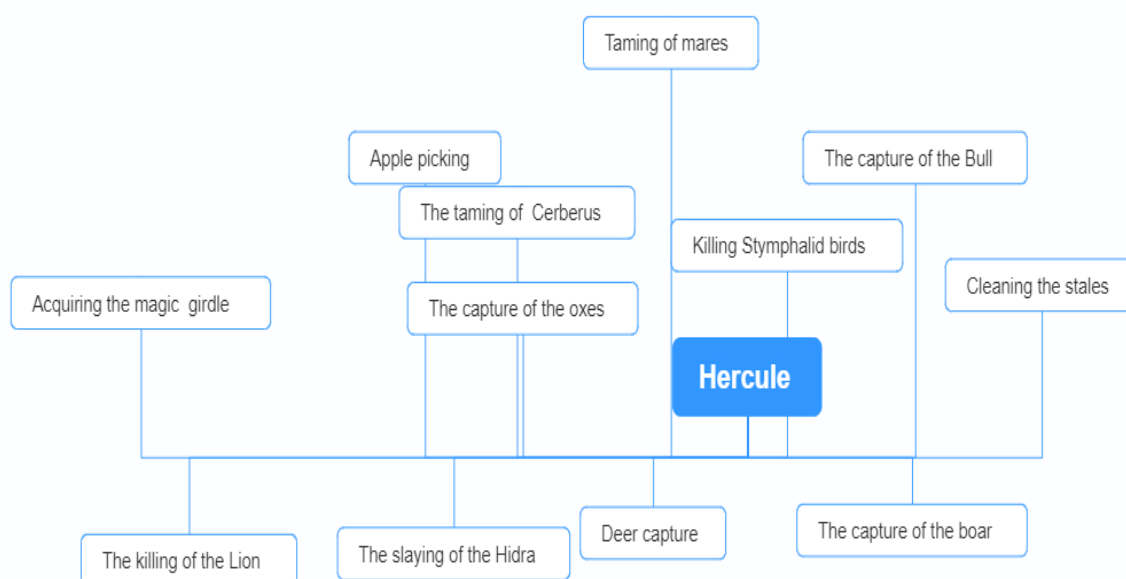 Taming of mares
Apple picking
The capture of the Bull
The taming of Cerberus
Killing Stymphalid birds
Acquiring the magic girdle
The capture of the oxes
Cleaning the stales
Hercule
The killing of the Lion
The slaying of the Hidra
Deer capture
The capture of the boar